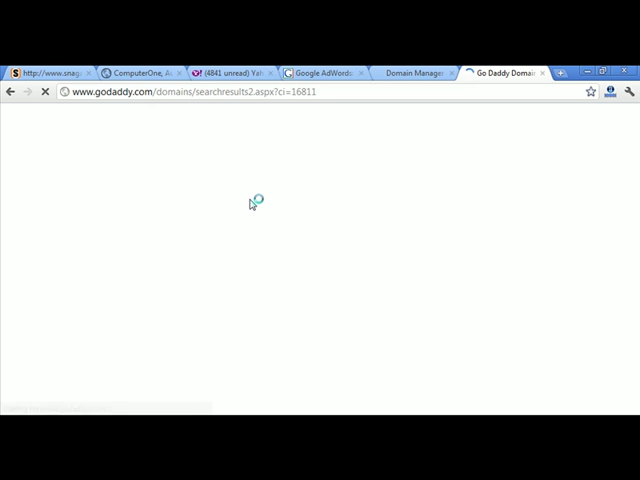 http://www.snag
ComputerOne, A
(4841 unread) Yah
Google AdWords
Domain Manager
Go Daddy Domain
www.godaddy.com/domains/searchresults2.aspx?ci=16811